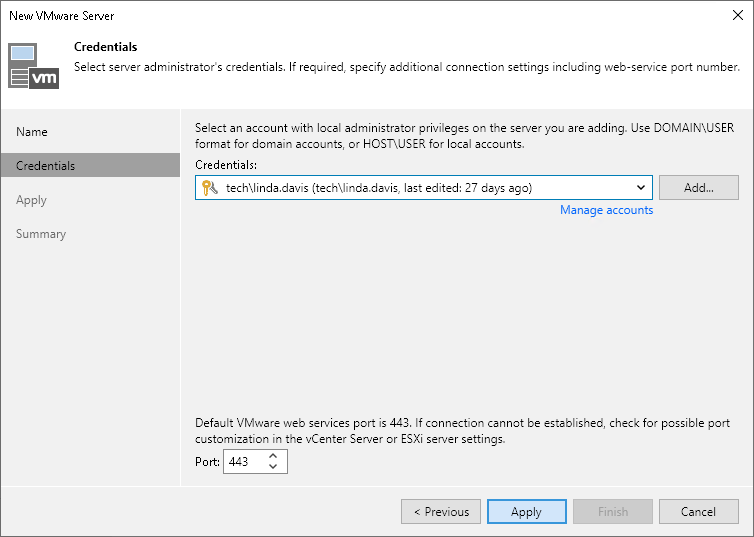 New VMware Server
Credentials
Select server administrator's credentials. If required, specify additional connection settings including web-service port number.
vm
Name
Credentials
Apply
Summary
Select an account with local administrator privileges on the server you are adding. Use DOMAIN\USER
format for domain accounts, or HOST\USER for local accounts.
Credentials:
tech\linda.davis (tech\linda.davis, last edited: 27 days ago)
Add...
Manage accounts
Default VMware web services port is 443. If connection cannot be established, check for possible port
customization in the vCenter Server or ESXi server settings.
Port: 443
< Previous
Apply
Finish
Cancel